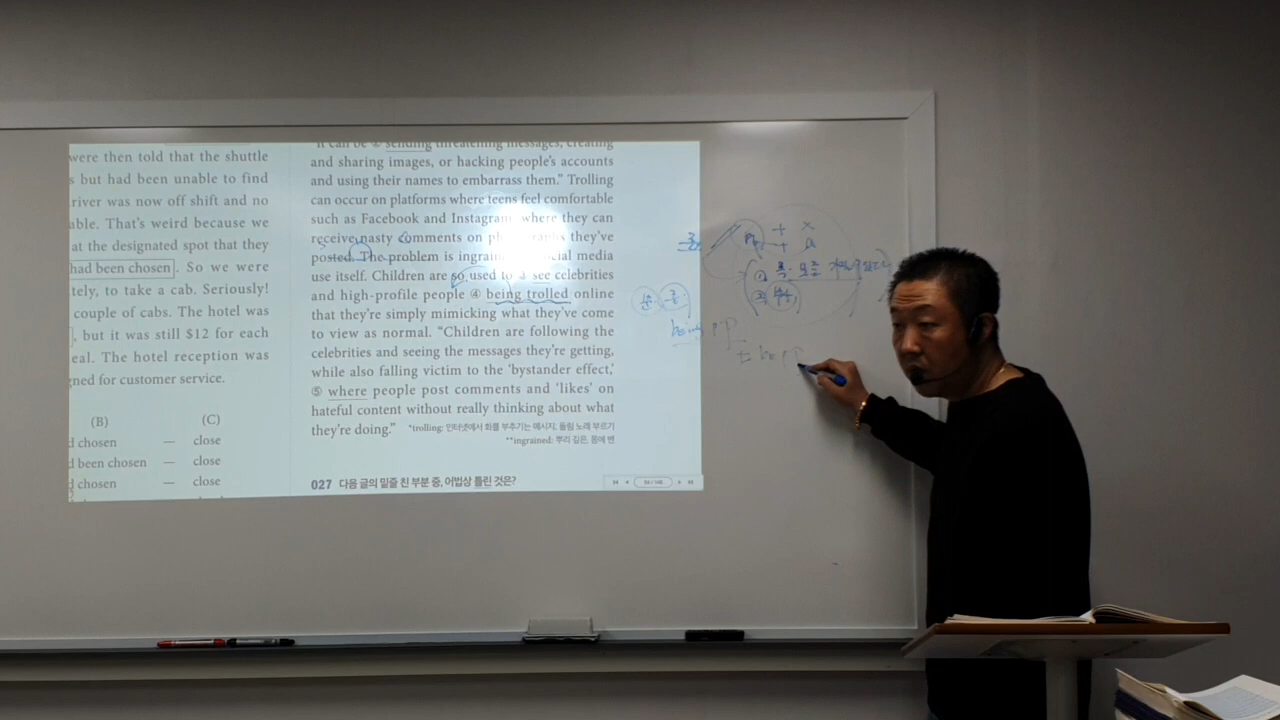 were then told that the shuttle
s but had been unable to find
river was now off shift and no
able. That's weird because we
at the designated spot that they
had been chosen. So we were
tely, to take a cab. Seriously!
couple of cabs. The hotel was
, but it was still $12 for each
eal. The hotel reception was
ned for customer service.
(B) (C)
d chosen — close
d been chosen — close
d chosen — close
It can be sending threatening messages, creating
and sharing images, or hacking people's accounts
and using their names to embarrass them." Trolling
can occur on platforms where teens feel comfortable
such as Facebook and Instagram where they can
receive nasty comments on they've
posted. The problem is media
use itself. Children are so used to see celebrities
and high-profile people ④ being trolled online
that they're simply mimicking what they've come
to view as normal. "Children are following the
celebrities and seeing the messages they're getting,
while also falling victim to the 'bystander effect,'
⑤ where people post comments and 'likes' on
hateful content without really thinking about what
they're doing."
*trolling: 인터넷에서 화를 부추기는 메시지; 돌림 노래 부르기
**ingrained: 뿌리 깊은, 몸에 밴
027 다음 글의 밑줄 친 부분 중, 어법상 틀린 것은?
being PP